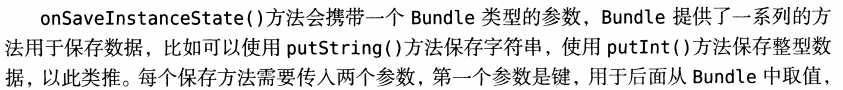 onSaveInstanceState()方法会携带一个 Bundle 类型的参数，Bundle 提供了一系列的方
法用于保存数据，比如可以使用 putString()方法保存字符串，使用 putInt()方法保存整型数
据，以此类推。每个保存方法需要传入两个参数，第一个参数是键，用于后面从 Bundle 中取值，